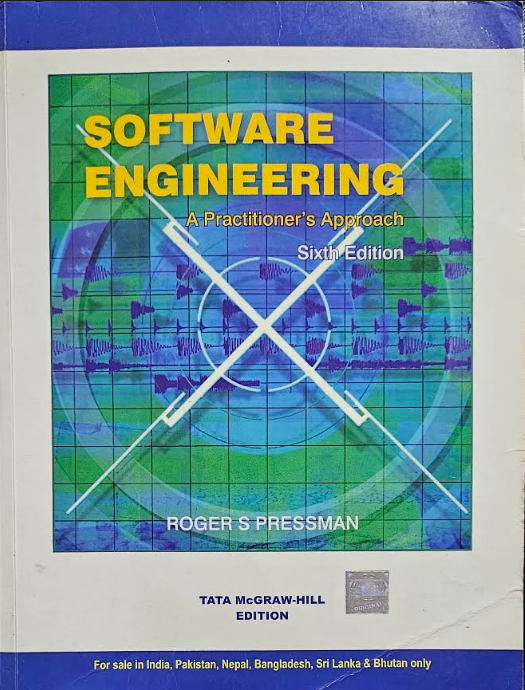 SOFTWARE
ENGINEERING
A Practitioner's Approach
Sixth Edition
ROGER S PRESSMAN
TATA McGRAW-HILL
EDITION
ORIGINAL
For sale in India, Pakistan, Nepal, Bangladesh, Sri Lanka & Bhutan only